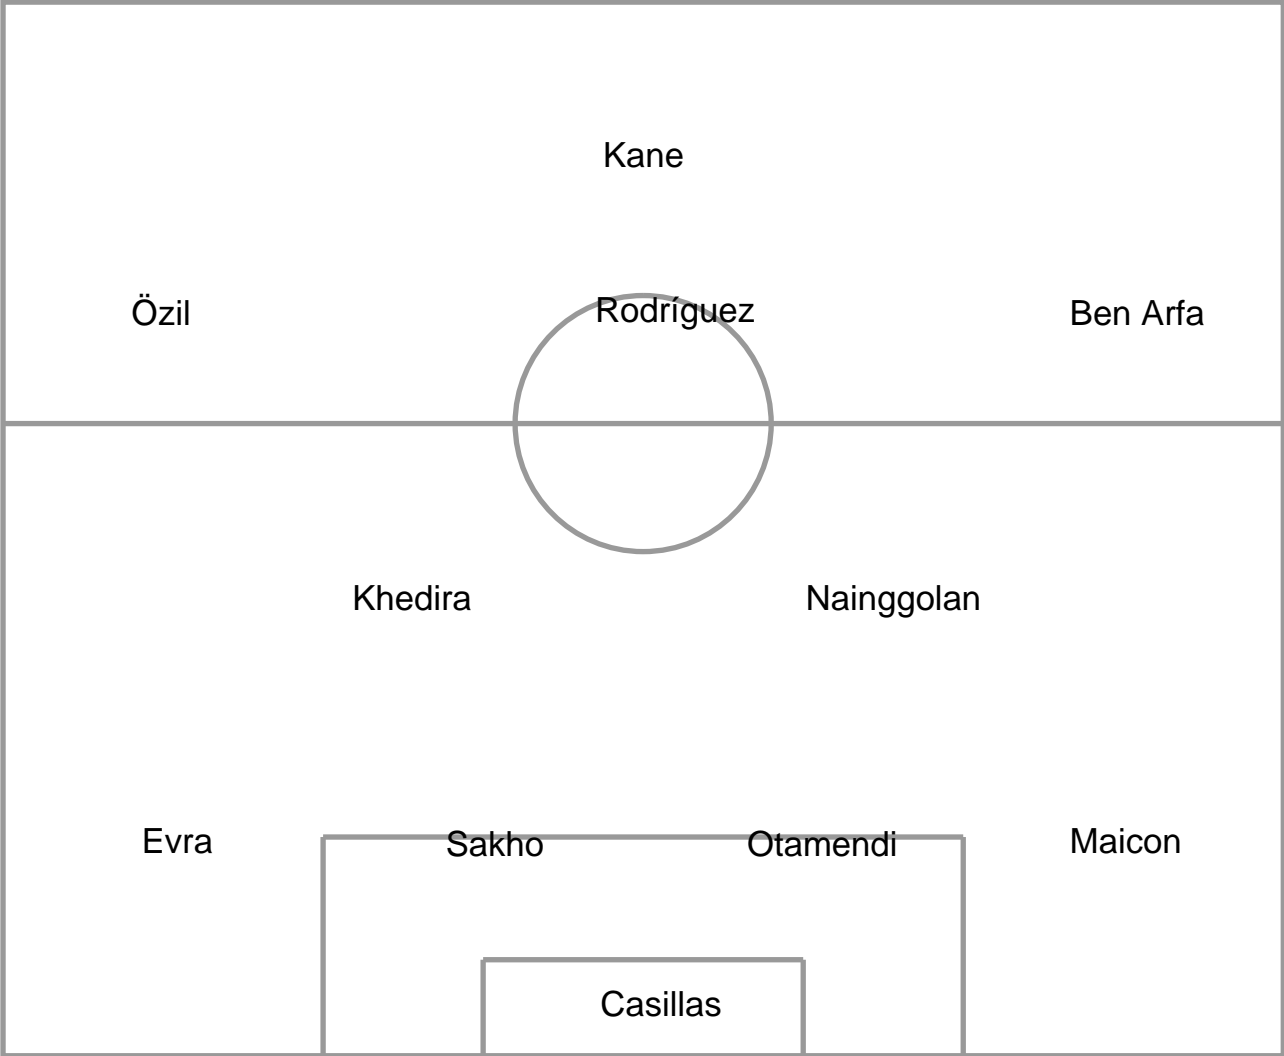 Kane
Özil Rodríguez Ben Arfa
Khedira Nainggolan
Evra Sakho Otamendi Maicon
Casillas